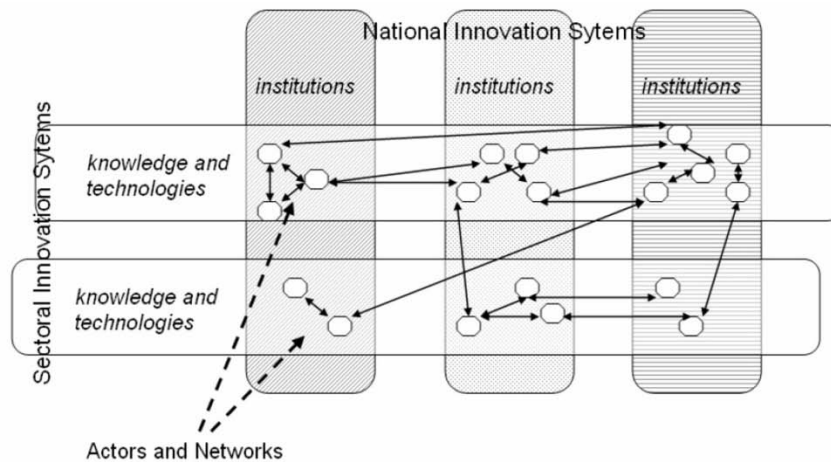 National Innovation Sytems
institutions
institutions
institutions
Sectoral Innovation Sytems
knowledge and
technologies
knowledge and
technologies
Actors and Networks